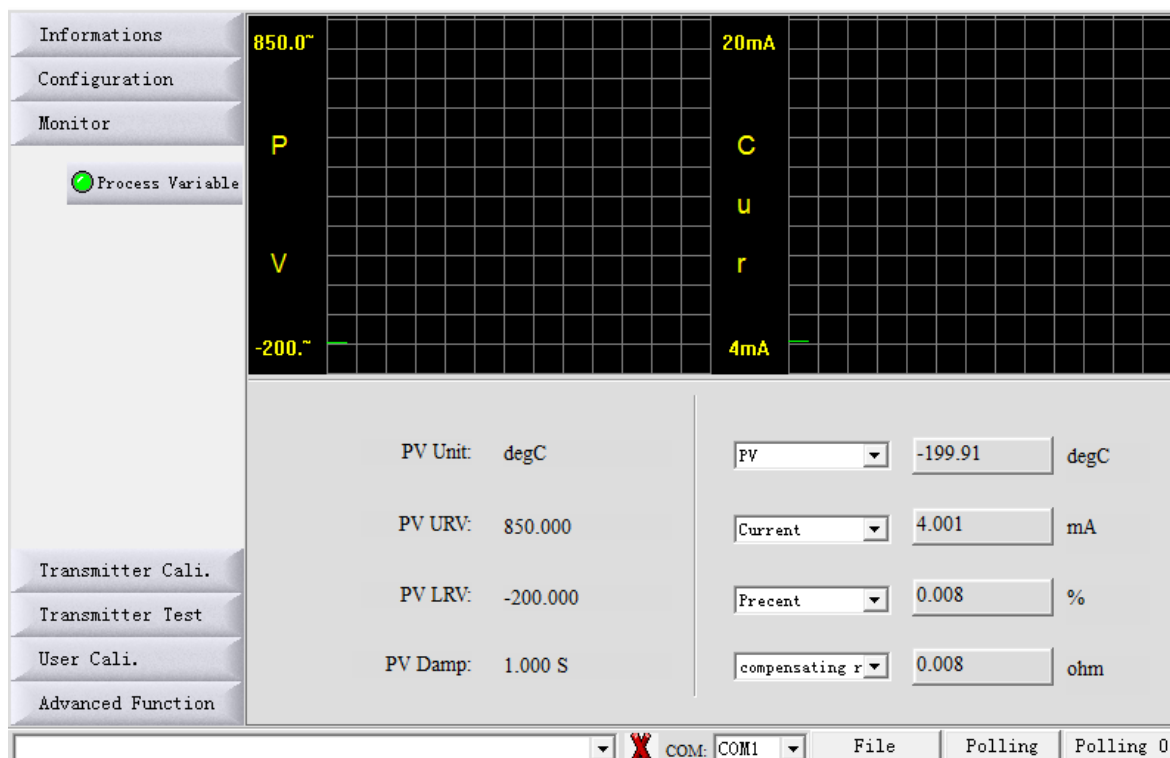 Informations
Configuration
Monitor
Process Variable
Transmitter Cali.
Transmitter Test
User Cali.
Advanced Function
850.0~
P
V
-200.~
20mA
C
u
r
4mA
PV Unit: degC
PV URV: 850.000
PV LRV: -200.000
PV Damp: 1.000 S
PV -199.91 degC
Current 4.001 mA
Precent 0.008 %
compensating r 0.008 ohm
COM: COM1 File Polling Polling 0